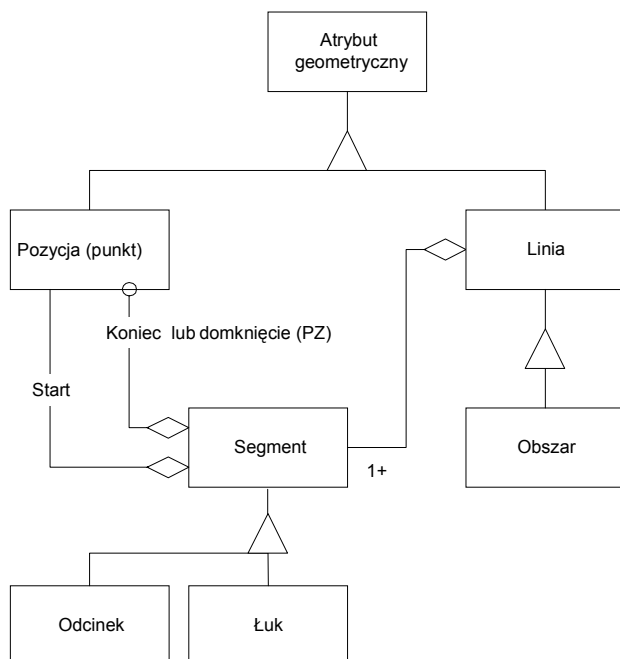 Atrybut
geometryczny
Pozycja (punkt)
Linia
Koniec lub domknięcie (PZ)
Start
Segment
1+
Obszar
Odcinek
Łuk